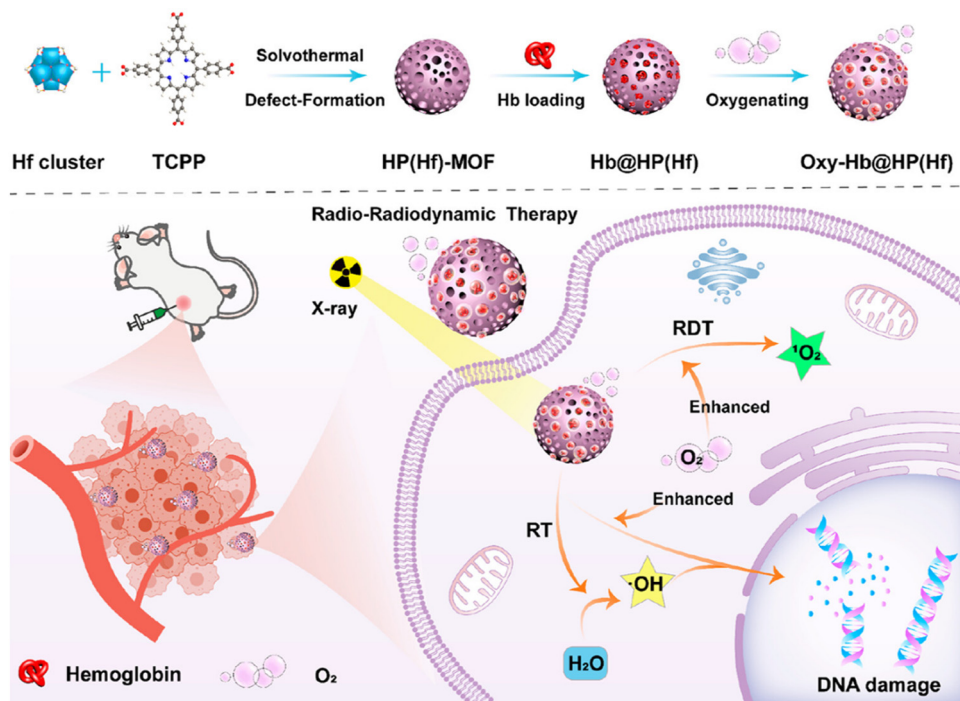 Solvothermal
Defect-Formation
Hb loading
Oxygenating
Hf cluster
TCPP
HP(Hf)-MOF
Hb@HP(Hf)
Oxy-Hb@HP(Hf)
Radio-Radiodynamic Therapy
X-ray
RDT
¹O₂
Enhanced
O₂
Enhanced
RT
·OH
H₂O
Hemoglobin
O₂
DNA damage